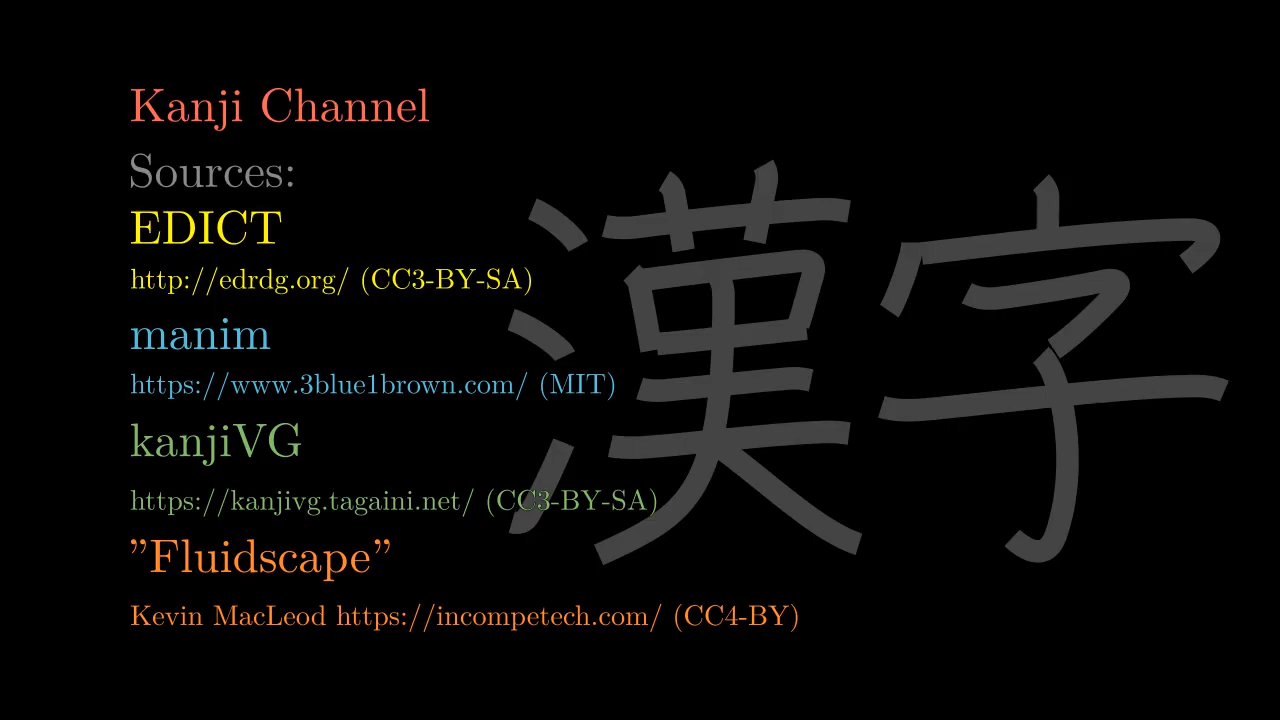 Kanji Channel
Sources:
EDICT
http://edrdg.org/ (CC3-BY-SA)
manim
https://www.3blue1brown.com/ (MIT)
kanjiVG
https://kanjivg.tagaini.net/ (CC3-BY-SA)
”Fluidscape”
Kevin MacLeod https://incompetech.com/ (CC4-BY)
漢字